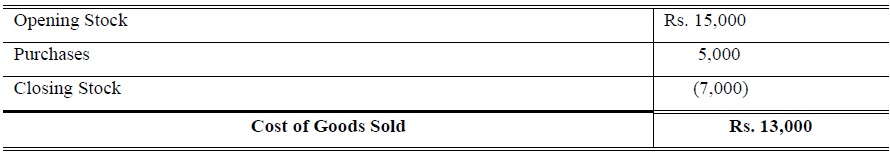 Opening Stock Rs. 15,000
Purchases 5,000
Closing Stock (7,000)
Cost of Goods Sold Rs. 13,000